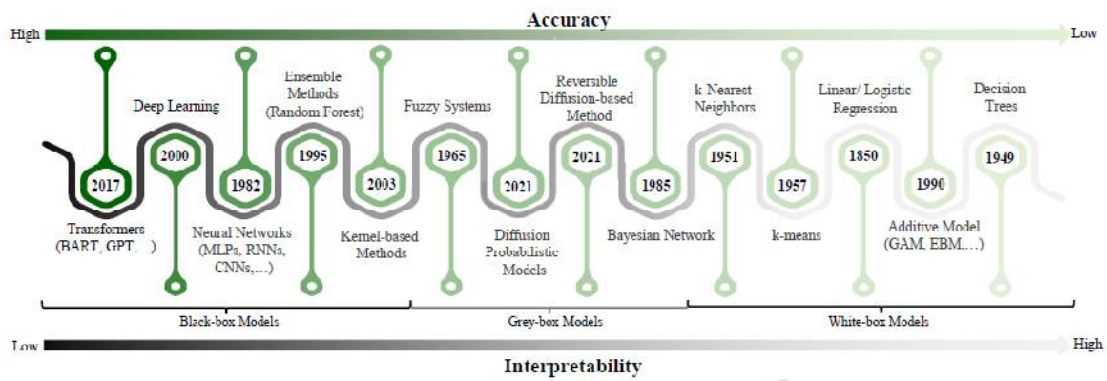 Accuracy
High
Low
Deep Learning
Ensemble
Methods
(Random Forest)
Fuzzy Systems
Reversible
Diffusion-based
Method
k Nearest
Neighbors
Linear/ Logistic
Regression
Decision
Trees
2017
2000
1982
1995
2003
1965
2021
2021
1985
1951
1957
1850
1990
1949
Transformers
(BART, GPT,...)
Neural Networks
(MLPs, RNNs,
CNNs,...)
Kernel-based
Methods
Diffusion
Probabilistic
Models
Bayesian Network
k-means
Additive Model
(GAM, EBM,...)
Black-box Models
Grey-box Models
White-box Models
Low
High
Interpretability